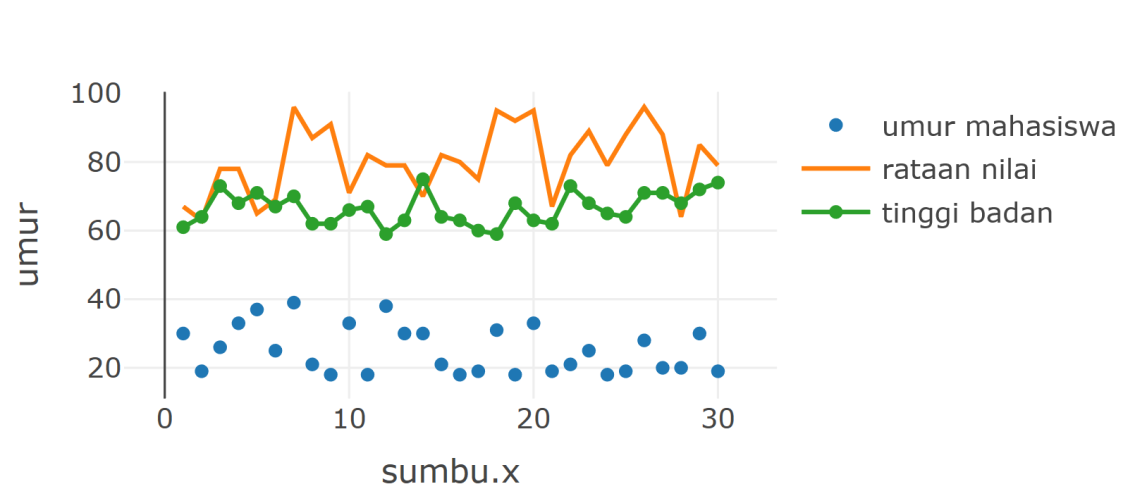 100
80
60
40
20
umur
0 10 20 30
sumbu.x
umur mahasiswa
rataan nilai
tinggi badan